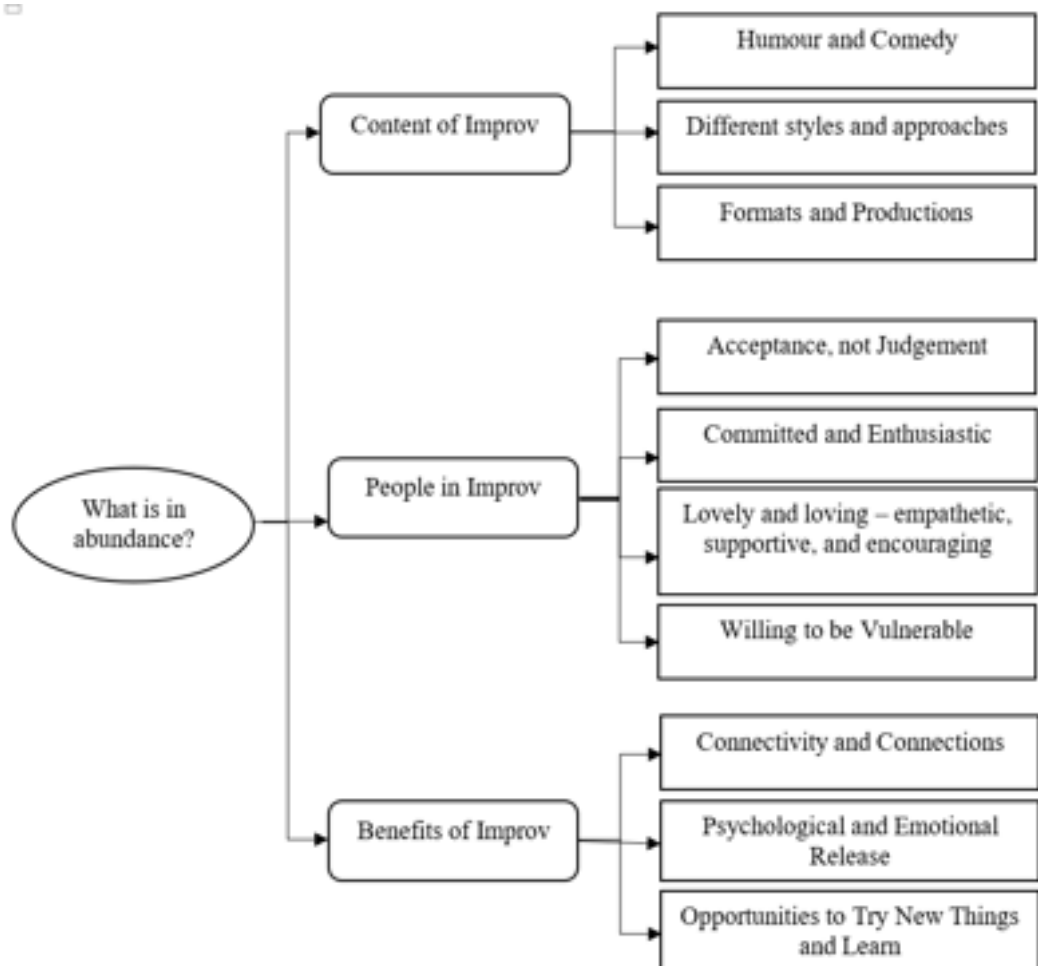 What is in
abundance?
Content of Improv
Humour and Comedy
Different styles and approaches
Formats and Productions
People in Improv
Acceptance, not Judgement
Committed and Enthusiastic
Lovely and loving – empathetic,
supportive, and encouraging
Willing to be Vulnerable
Benefits of Improv
Connectivity and Connections
Psychological and Emotional
Release
Opportunities to Try New Things
and Learn